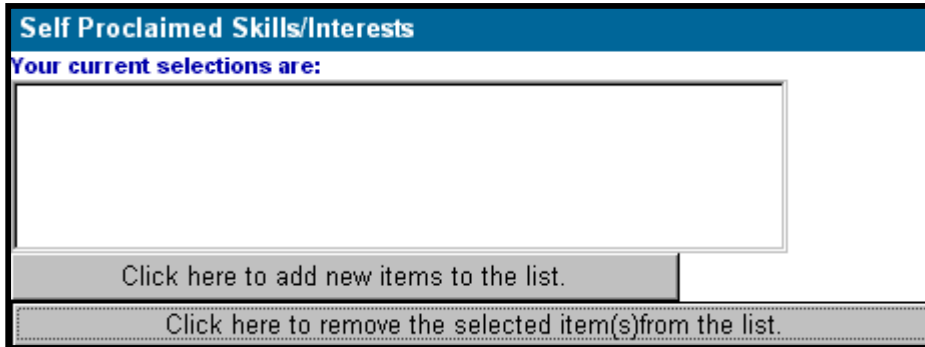 Self Proclaimed Skills/Interests
Your current selections are:
Click here to add new items to the list.
Click here to remove the selected item(s)from the list.